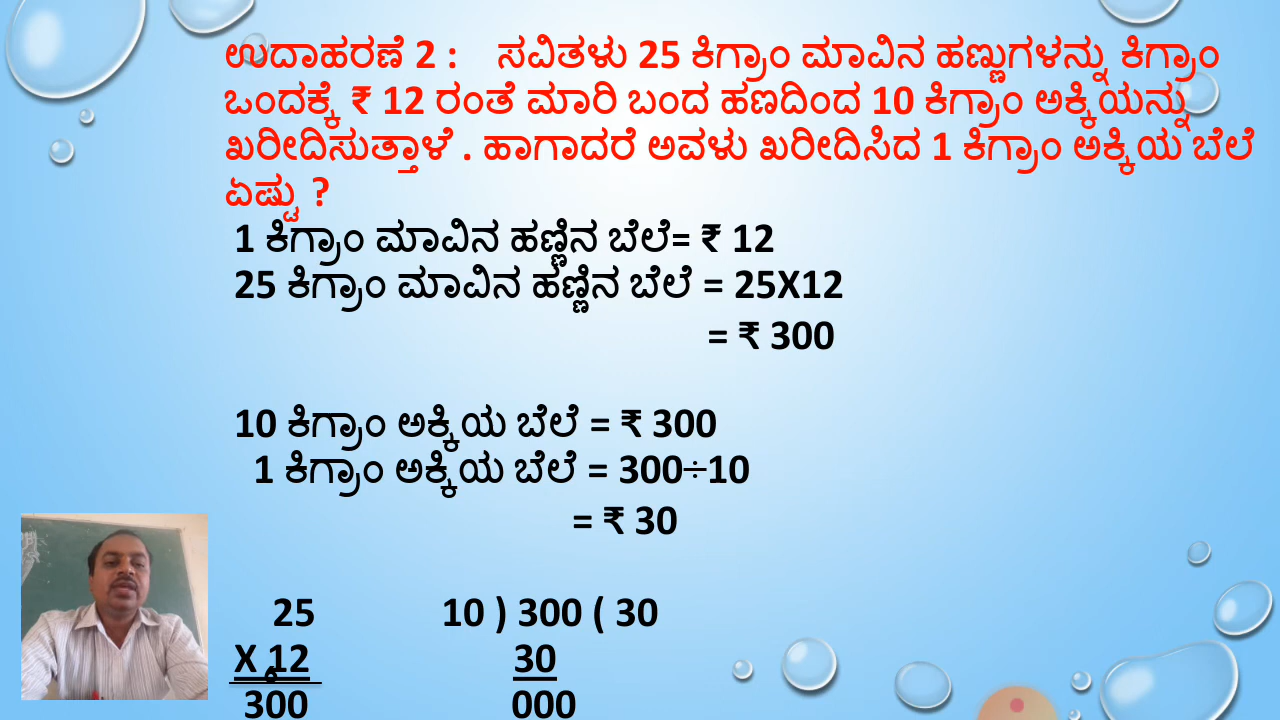 ಉದಾಹರಣೆ 2 : ಸವಿತಳು 25 ಕಿಗ್ರಾಂ ಮಾವಿನ ಹಣ್ಣುಗಳನ್ನು ಕಿಗ್ರಾಂ
ಒಂದಕ್ಕೆ ₹ 12 ರಂತೆ ಮಾರಿ ಬಂದ ಹಣದಿಂದ 10 ಕಿಗ್ರಾಂ ಅಕ್ಕಿಯನ್ನು
ಖರೀದಿಸುತ್ತಾಳೆ . ಹಾಗಾದರೆ ಅವಳು ಖರೀದಿಸಿದ 1 ಕಿಗ್ರಾಂ ಅಕ್ಕಿಯ ಬೆಲೆ
ಏಷ್ಟು ?
1 ಕಿಗ್ರಾಂ ಮಾವಿನ ಹಣ್ಣಿನ ಬೆಲೆ= ₹ 12
25 ಕಿಗ್ರಾಂ ಮಾವಿನ ಹಣ್ಣಿನ ಬೆಲೆ = 25X12
= ₹ 300
10 ಕಿಗ್ರಾಂ ಅಕ್ಕಿಯ ಬೆಲೆ = ₹ 300
1 ಕಿಗ್ರಾಂ ಅಕ್ಕಿಯ ಬೆಲೆ = 300÷10
= ₹ 30
25 10 ) 300 ( 30
X 12 30
300 000